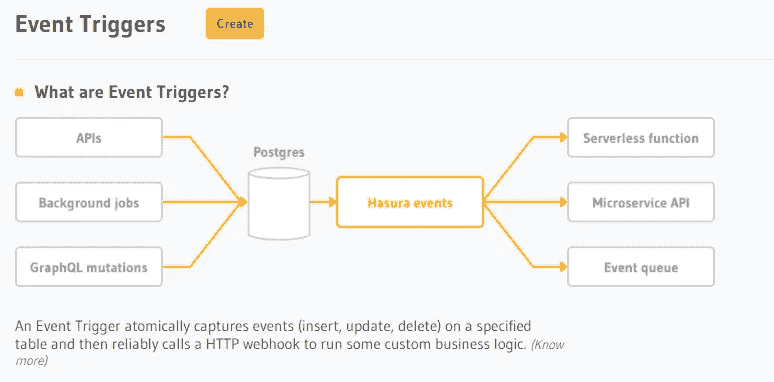 Event Triggers
Create
What are Event Triggers?
APIs
Background jobs
GraphQL mutations
Postgres
Hasura events
Serverless function
Microservice API
Event queue
An Event Trigger atomically captures events (insert, update, delete) on a specified
table and then reliably calls a HTTP webhook to run some custom business logic. (Know
more)